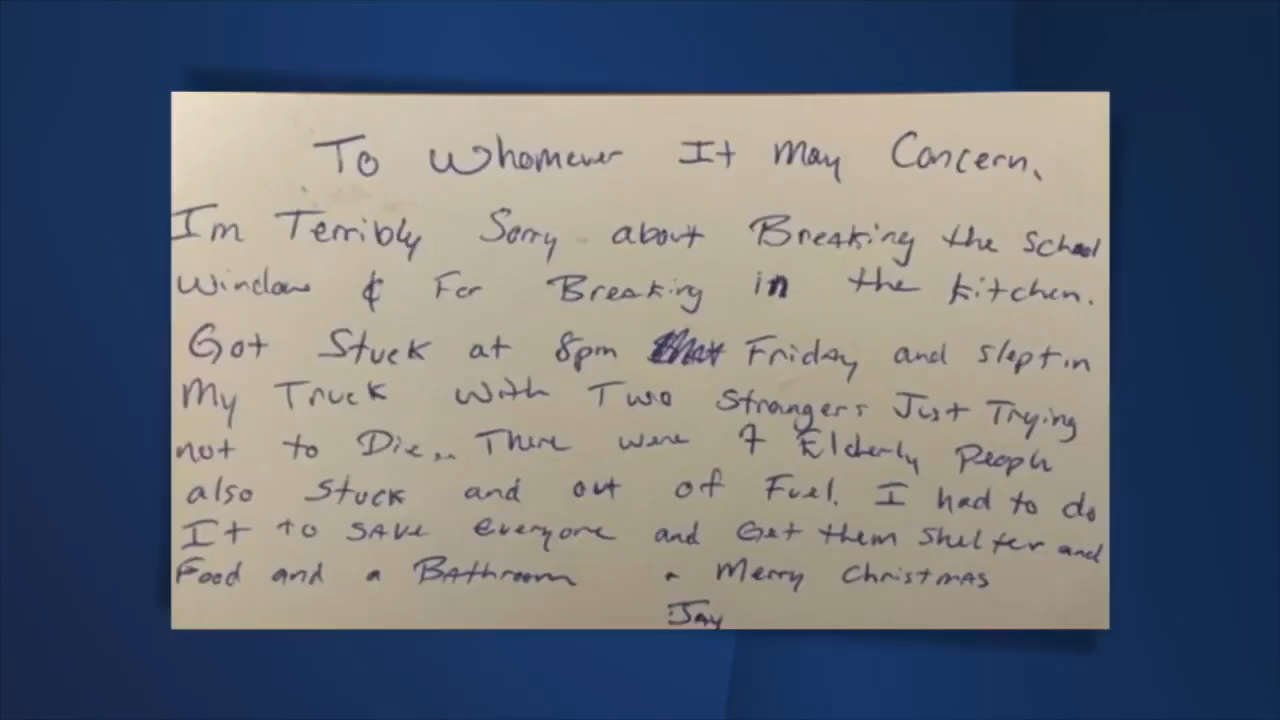 To Whomever It May Concern.
I'm Terribly Sorry about Breaking the School
Window & For Breaking in the Kitchen.
Got Stuck at 8pm Friday and slept in
My Truck with Two Strangers Just Trying
not to Die... There were 7 Elderly People
also Stuck and out of Fuel. I had to do
It to SAVE everyone and Get them Shelter and
Food and a Bathroom - Merry Christmas
Jay